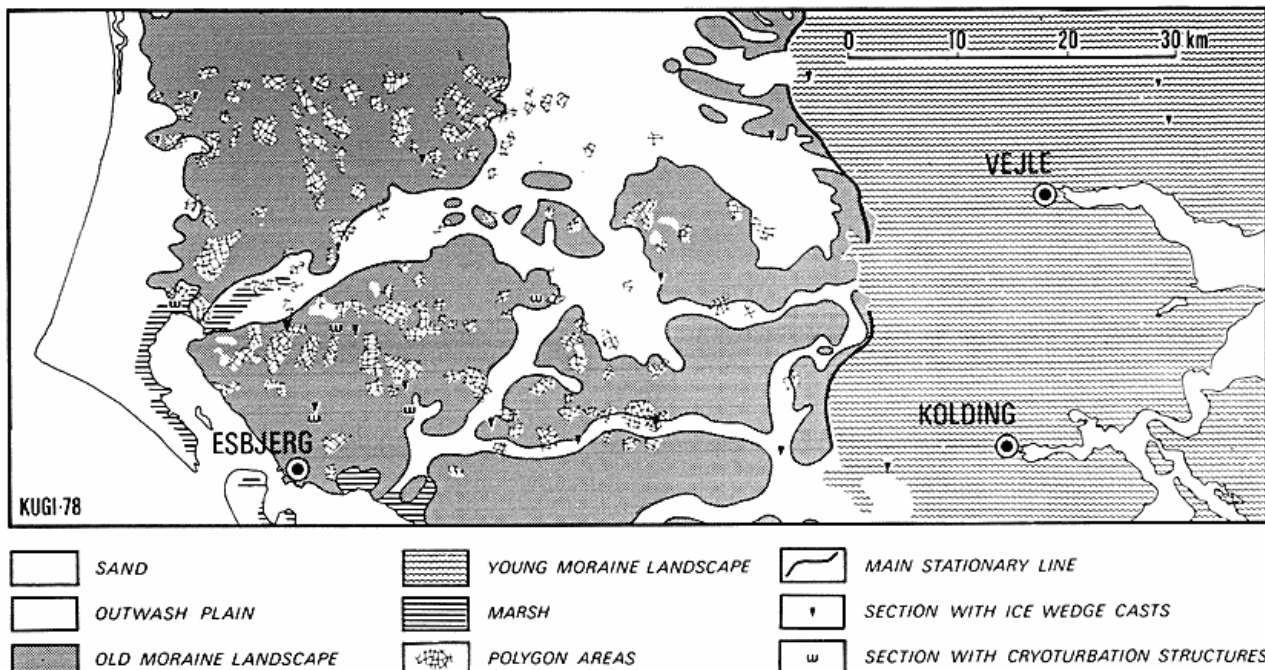 0 10 20 30 km
VEJLE
KOLDING
ESBJERG
KUGI-78
SAND
OUTWASH PLAIN
OLD MORAINE LANDSCAPE
YOUNG MORAINE LANDSCAPE
MARSH
POLYGON AREAS
MAIN STATIONARY LINE
SECTION WITH ICE WEDGE CASTS
SECTION WITH CRYOTURBATION STRUCTURES